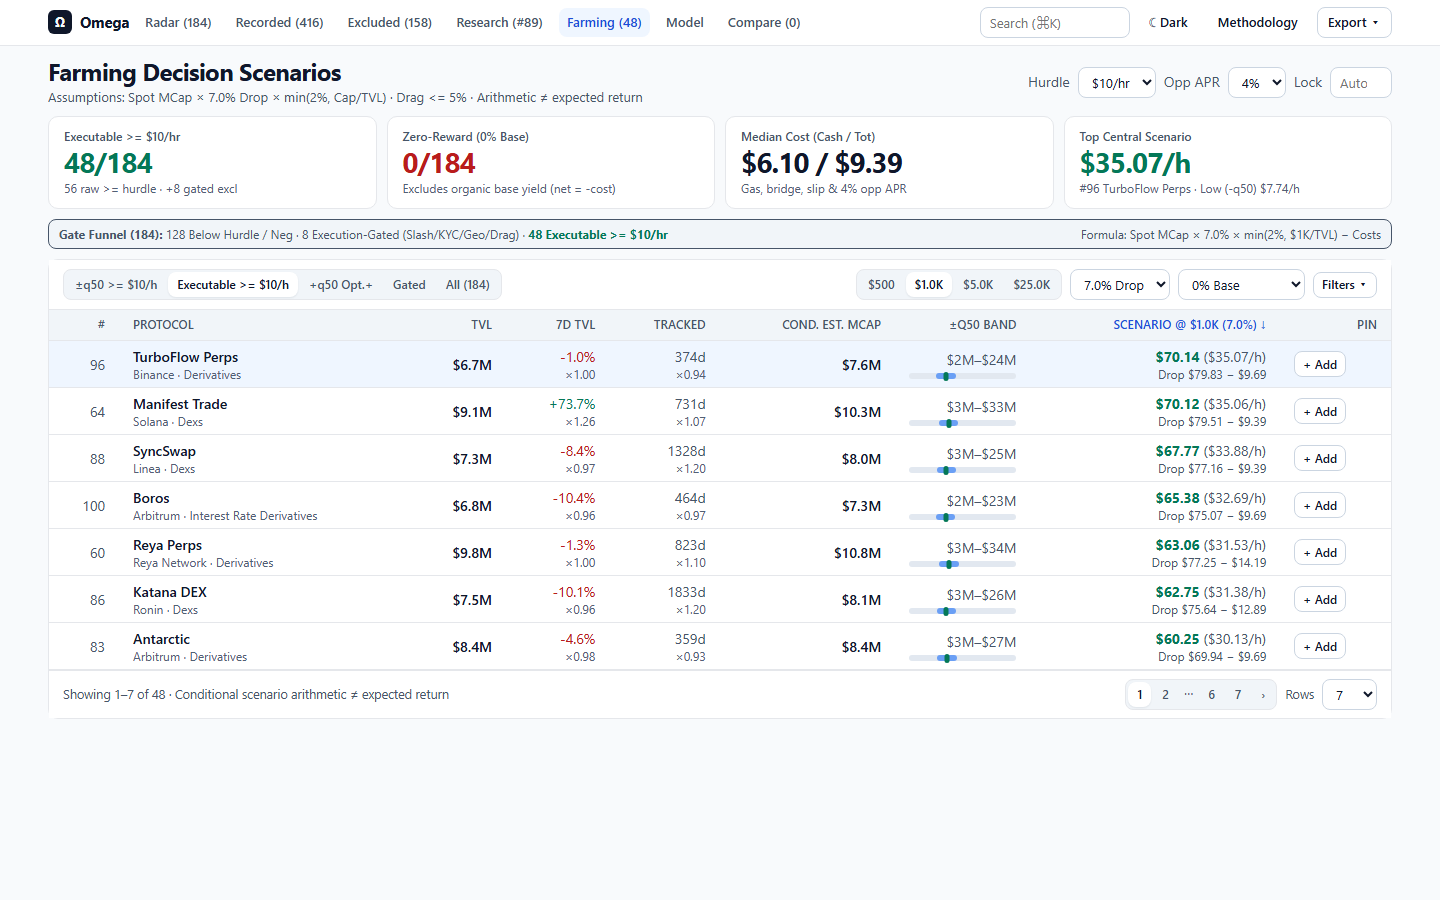 Ω Omega Radar (184) Recorded (416) Excluded (158) Research (#89) Farming (48) Model Compare (0) Search (⌘K) ☾ Dark Methodology Export ▾
Farming Decision Scenarios
Assumptions: Spot MCap × 7.0% Drop × min(2%, Cap/TVL) · Drag <= 5% · Arithmetic ≠ expected return
Hurdle $10/hr Opp APR 4% Lock Auto
Executable >= $10/hr
48/184
56 raw >= hurdle · +8 gated excl
Zero-Reward (0% Base)
0/184
Excludes organic base yield (net = -cost)
Median Cost (Cash / Tot)
$6.10 / $9.39
Gas, bridge, slip & 4% opp APR
Top Central Scenario
$35.07/h
#96 TurboFlow Perps · Low (-q50) $7.74/h
Gate Funnel (184): 128 Below Hurdle / Neg · 8 Execution-Gated (Slash/KYC/Geo/Drag) · 48 Executable >= $10/hr
Formula: Spot MCap × 7.0% × min(2%, $1K/TVL) − Costs
±q50 >= $10/h Executable >= $10/h +q50 Opt.+ Gated All (184) $500 $1.0K $5.0K $25.0K 7.0% Drop 0% Base Filters ▾
# PROTOCOL TVL 7D TVL TRACKED COND. EST. MCAP ±Q50 BAND SCENARIO @ $1.0K (7.0%) ↓ PIN
96 TurboFlow Perps $6.7M -1.0% 374d $7.6M $2M–$24M $70.14 ($35.07/h) + Add
Binance · Derivatives ×1.00 ×0.94 Drop $79.83 − $9.69
64 Manifest Trade $9.1M +73.7% 731d $10.3M $3M–$33M $70.12 ($35.06/h) + Add
Solana · Dexs ×1.26 ×1.07 Drop $79.51 − $9.39
88 SyncSwap $7.3M -8.4% 1328d $8.0M $3M–$25M $67.77 ($33.88/h) + Add
Linea · Dexs ×0.97 ×1.20 Drop $77.16 − $9.39
100 Boros $6.8M -10.4% 464d $7.3M $2M–$23M $65.38 ($32.69/h) + Add
Arbitrum · Interest Rate Derivatives ×0.96 ×0.97 Drop $75.07 − $9.69
60 Reya Perps $9.8M -1.3% 823d $10.8M $3M–$34M $63.06 ($31.53/h) + Add
Reya Network · Derivatives ×1.00 ×1.10 Drop $77.25 − $14.19
86 Katana DEX $7.5M -10.1% 1833d $8.1M $3M–$26M $62.75 ($31.38/h) + Add
Ronin · Dexs ×0.96 ×1.20 Drop $75.64 − $12.89
83 Antarctic $8.4M -4.6% 359d $8.4M $3M–$27M $60.25 ($30.13/h) + Add
Arbitrum · Derivatives ×0.98 ×0.93 Drop $69.94 − $9.69
Showing 1–7 of 48 · Conditional scenario arithmetic ≠ expected return 1 2 ··· 6 7 › Rows 7